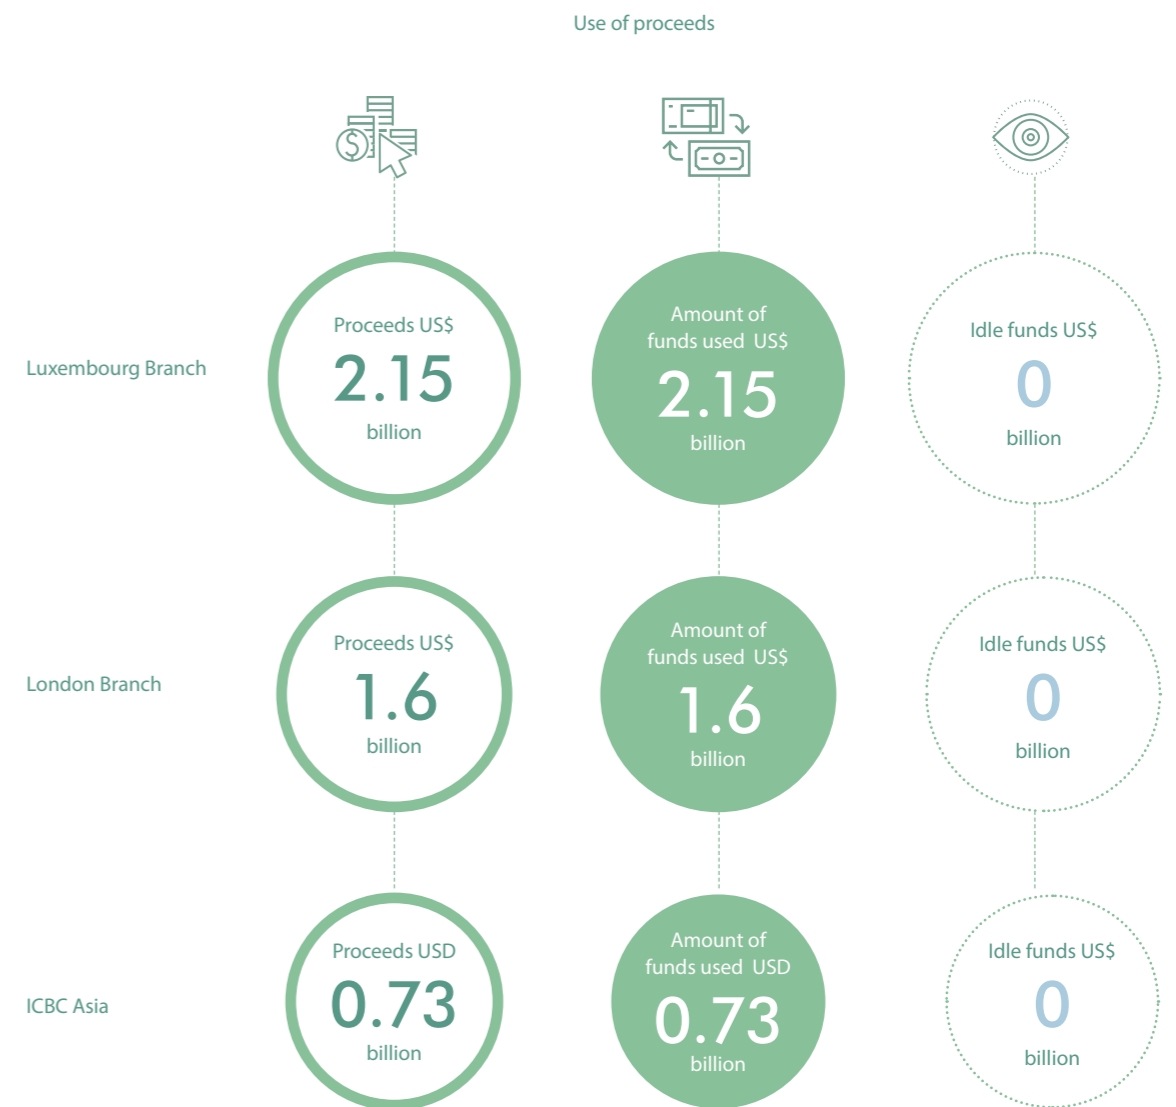 Use of proceeds
Luxembourg Branch
Proceeds US$
2.15
billion
Amount of
funds used US$
2.15
billion
Idle funds US$
0
billion
London Branch
Proceeds US$
1.6
billion
Amount of
funds used US$
1.6
billion
Idle funds US$
0
billion
ICBC Asia
Proceeds USD
0.73
billion
Amount of
funds used USD
0.73
billion
Idle funds US$
0
billion